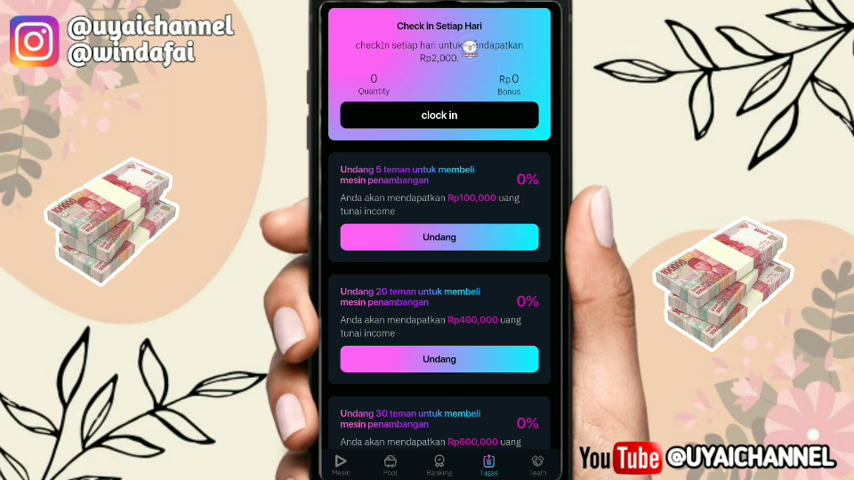 @uyaichannel
@windafai
Check In Setiap Hari
checkIn setiap hari untuk ndapatkan
Rp2,000.
0
Quantity
Rp0
Bonus
clock in
Undang 5 teman untuk membeli
mesin penambangan
0%
Anda akan mendapatkan Rp100,000 uang
tunai income
Undang
Undang 20 teman untuk membeli
mesin penambangan
0%
Anda akan mendapatkan Rp400,000 uang
tunai income
Undang
Undang 30 teman untuk membeli
mesin penambangan
0%
Anda akan mendapatkan Rp600,000 uang
Mesin
Pool
Ranking
Tugas
Team
YouTube @UYAICHANNEL